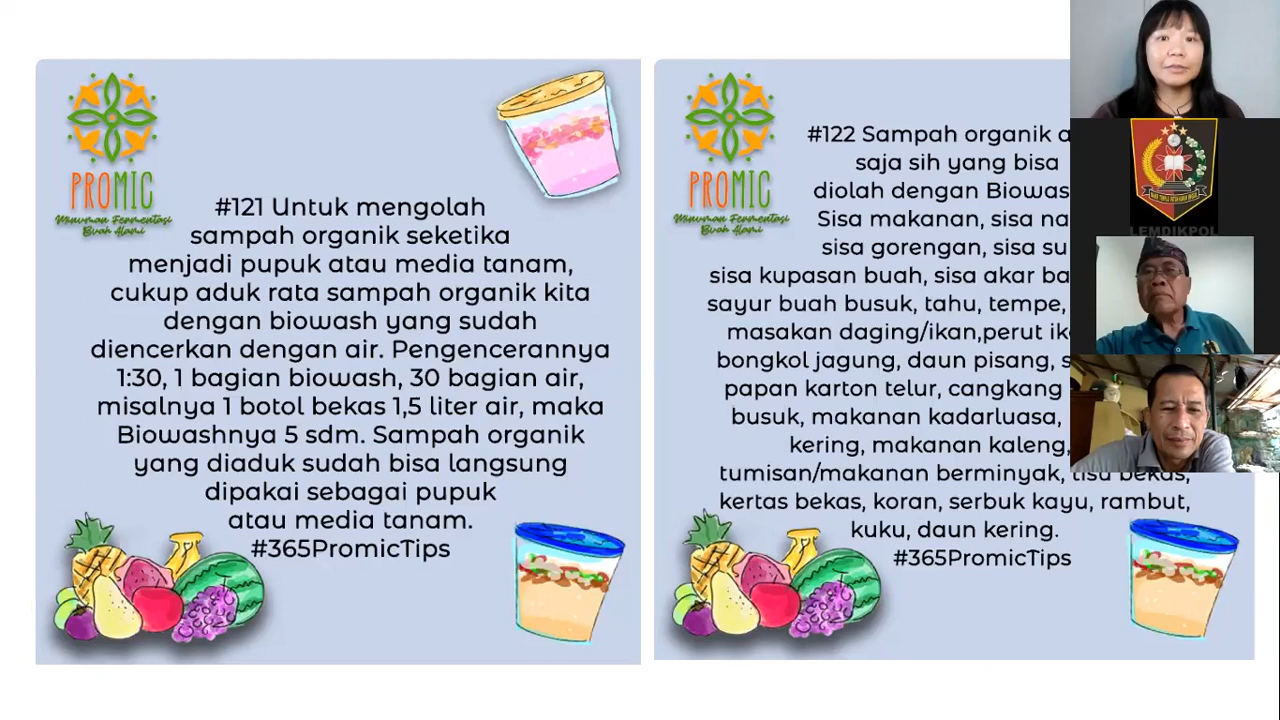 PROMIC
Minuman Fermentasi
Buah Alami
#121 Untuk mengolah
sampah organik seketika
menjadi pupuk atau media tanam,
cukup aduk rata sampah organik kita
dengan biowash yang sudah
diencerkan dengan air. Pengencerannya
1:30, 1 bagian biowash, 30 bagian air,
misalnya 1 botol bekas 1,5 liter air, maka
Biowashnya 5 sdm. Sampah organik
yang diaduk sudah bisa langsung
dipakai sebagai pupuk
atau media tanam.
#365PromicTips
PROMIC
Minuman Fermentasi
Buah Alami
#122 Sampah organik a
saja sih yang bisa
diolah dengan Biowas
Sisa makanan, sisa na
sisa gorengan, sisa su
sisa kupasan buah, sisa akar ba
sayur buah busuk, tahu, tempe,
masakan daging/ikan,perut ik
bongkol jagung, daun pisang, s
papan karton telur, cangkang
busuk, makanan kadarluasa,
kering, makanan kaleng,
tumisan/makanan berminyak, tisu bekas,
kertas bekas, koran, serbuk kayu, rambut,
kuku, daun kering.
#365PromicTips
LEMDIKPOL